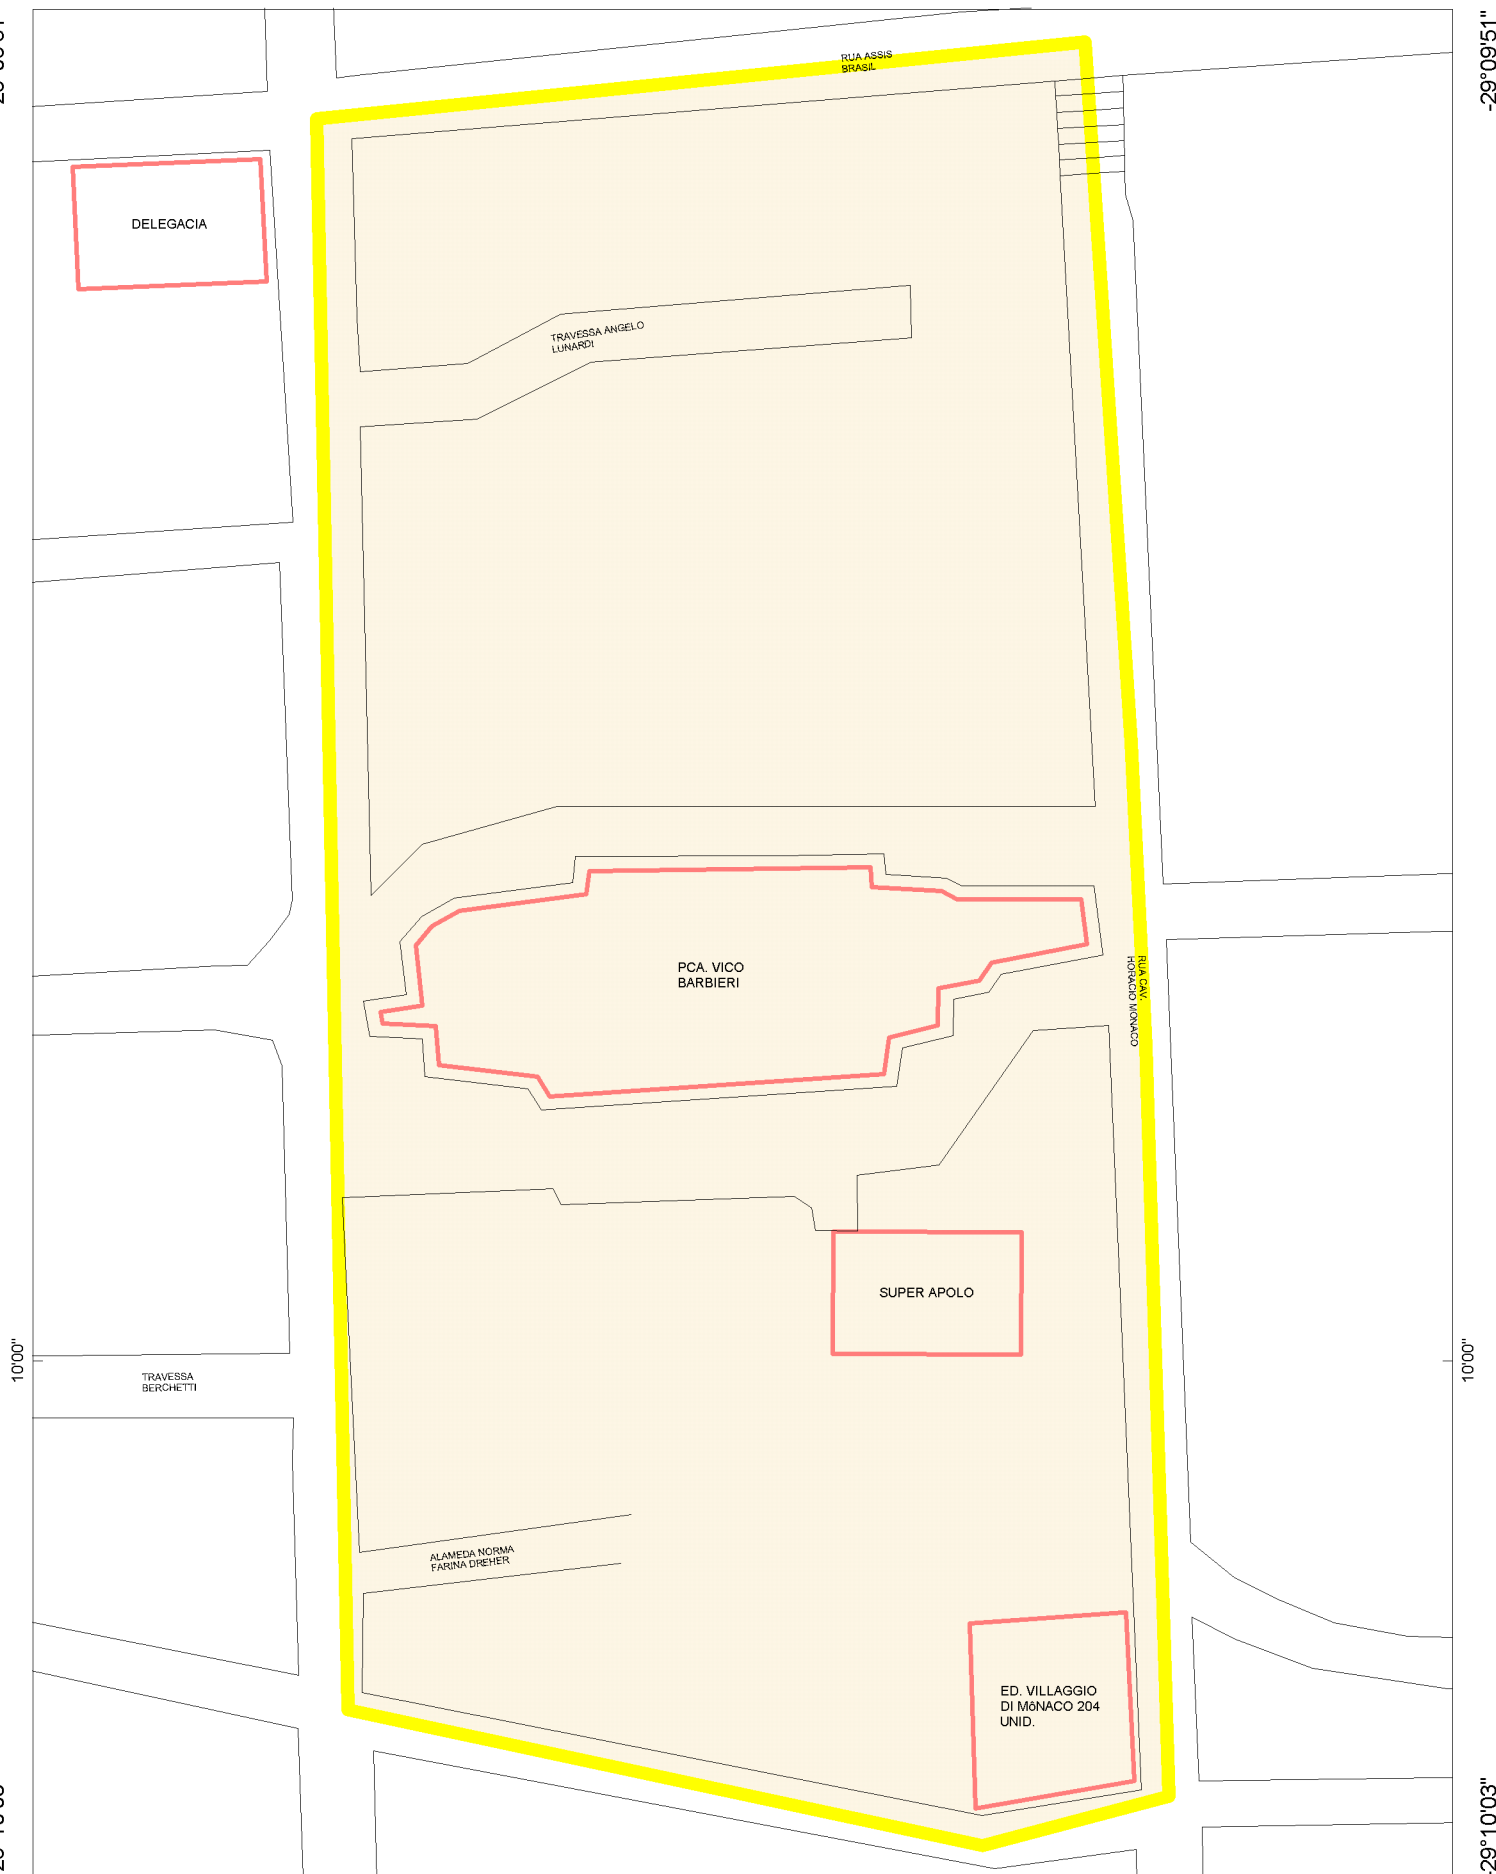 -29°09'51"
RUA ASSIS
BRASIL
DELEGACIA
TRAVESSA ANGELO
LUNARDI
PCA. VICO
BARBIERI
RUA CAV.
HORACIO MONACO
SUPER APOLO
10'00"
10'00"
TRAVESSA
BERCHETTI
ALAMEDA NORMA
FARINA DREHER
ED. VILLAGGIO
DI MôNACO 204
UNID.
-29°10'03"